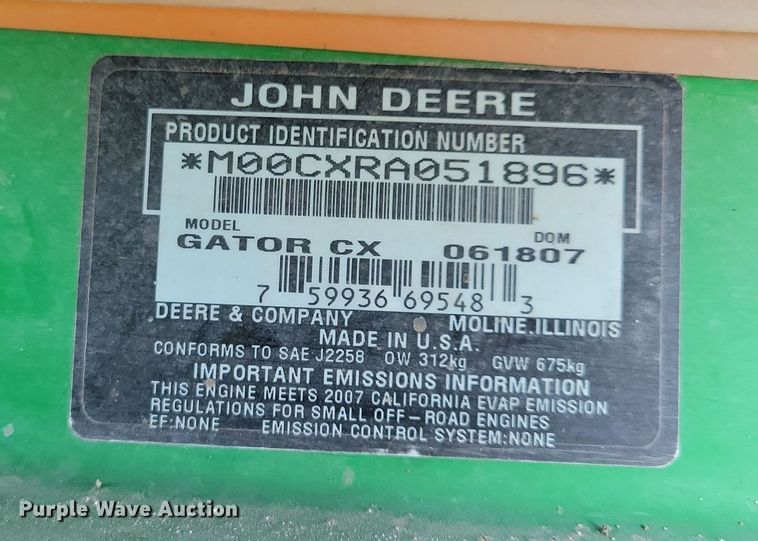 JOHN DEERE
PRODUCT IDENTIFICATION NUMBER
*M00CXRA051896*
MODEL DOM
GATOR CX 061807
7 59936 69548 3
DEERE & COMPANY MOLINE,ILLINOIS
MADE IN U.S.A.
CONFORMS TO SAE J2258 OW 312kg GVW 675kg
IMPORTANT EMISSIONS INFORMATION
THIS ENGINE MEETS 2007 CALIFORNIA EVAP EMISSION
REGULATIONS FOR SMALL OFF-ROAD ENGINES
EF:NONE EMISSION CONTROL SYSTEM:NONE
Purple Wave Auction